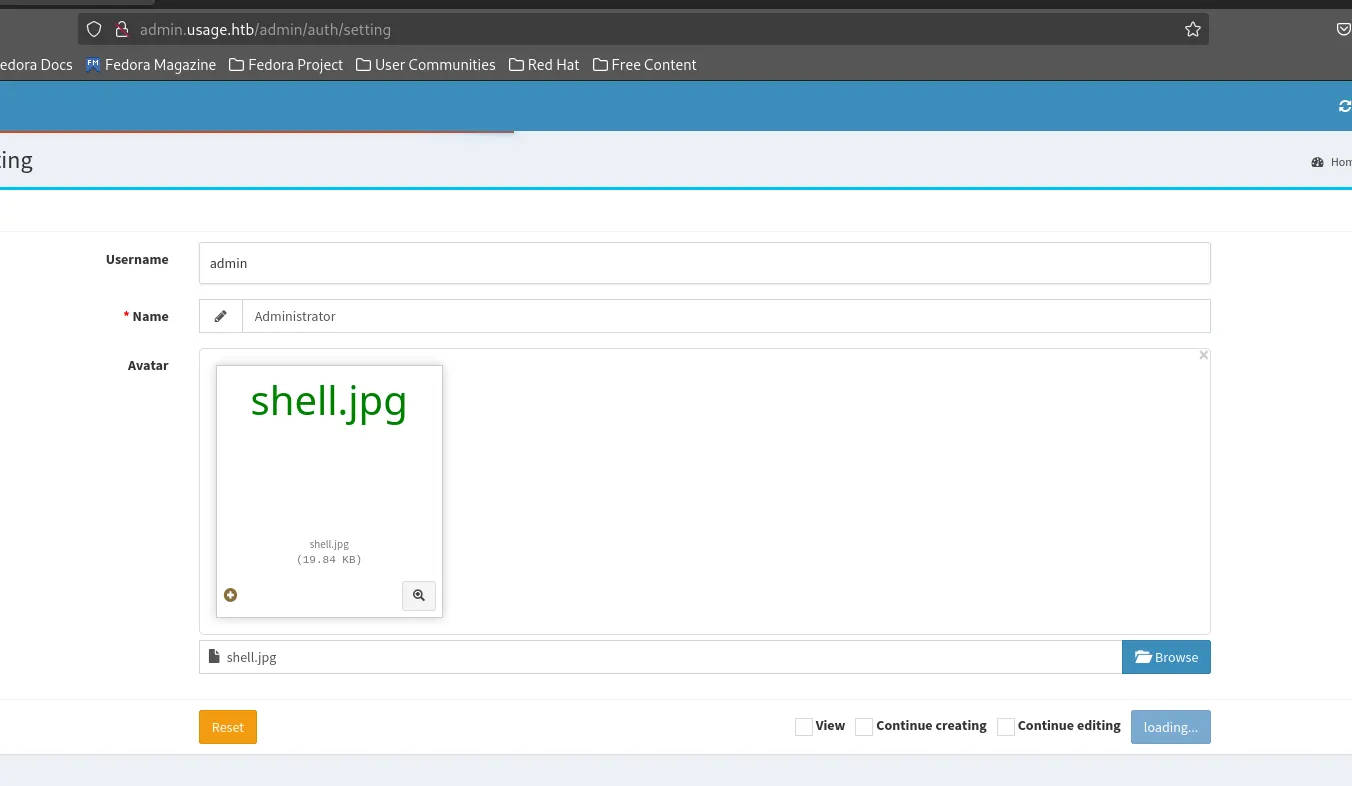 admin.usage.htb/admin/auth/setting
edora Docs FM Fedora Magazine Fedora Project User Communities Red Hat Free Content
ing
Hom
Username
admin
* Name
Administrator
Avatar
×
shell.jpg
shell.jpg
(19.84 KB)
shell.jpg
Browse
Reset
View Continue creating Continue editing loading...